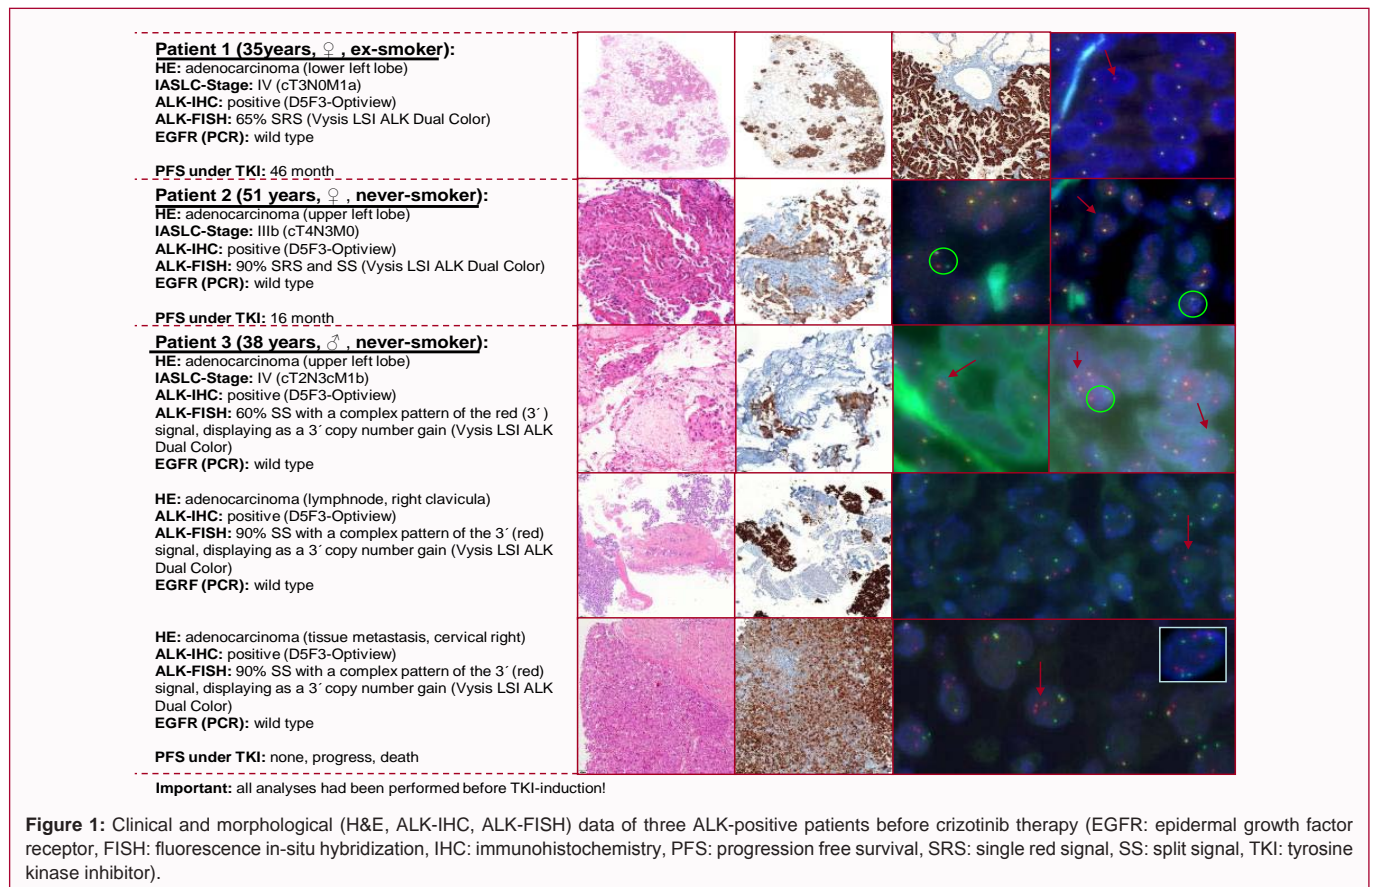 Patient 1 (35years, ♀ , ex-smoker):
HE: adenocarcinoma (lower left lobe)
IASLC-Stage: IV (cT3N0M1a)
ALK-IHC: positive (D5F3-Optiview)
ALK-FISH: 65% SRS (Vysis LSI ALK Dual Color)
EGFR (PCR): wild type
PFS under TKI: 46 month
Patient 2 (51 years, ♀ , never-smoker):
HE: adenocarcinoma (upper left lobe)
IASLC-Stage: IIIb (cT4N3M0)
ALK-IHC: positive (D5F3-Optiview)
ALK-FISH: 90% SRS and SS (Vysis LSI ALK Dual Color)
EGFR (PCR): wild type
PFS under TKI: 16 month
Patient 3 (38 years, ♂ , never-smoker):
HE: adenocarcinoma (upper left lobe)
IASLC-Stage: IV (cT2N3cM1b)
ALK-IHC: positive (D5F3-Optiview)
ALK-FISH: 60% SS with a complex pattern of the red (3´ )
signal, displaying as a 3´ copy number gain (Vysis LSI ALK
Dual Color)
EGFR (PCR): wild type
HE: adenocarcinoma (lymphnode, right clavicula)
ALK-IHC: positive (D5F3-Optiview)
ALK-FISH: 90% SS with a complex pattern of the 3´ (red)
signal, displaying as a 3´ copy number gain (Vysis LSI ALK
Dual Color)
EGRF (PCR): wild type
HE: adenocarcinoma (tissue metastasis, cervical right)
ALK-IHC: positive (D5F3-Optiview)
ALK-FISH: 90% SS with a complex pattern of the 3´ (red)
signal, displaying as a 3´ copy number gain (Vysis LSI ALK
Dual Color)
EGFR (PCR): wild type
PFS under TKI: none, progress, death
Important: all analyses had been performed before TKI-induction!
Figure 1: Clinical and morphological (H&E, ALK-IHC, ALK-FISH) data of three ALK-positive patients before crizotinib therapy (EGFR: epidermal growth factor
receptor, FISH: fluorescence in-situ hybridization, IHC: immunohistochemistry, PFS: progression free survival, SRS: single red signal, SS: split signal, TKI: tyrosine
kinase inhibitor).